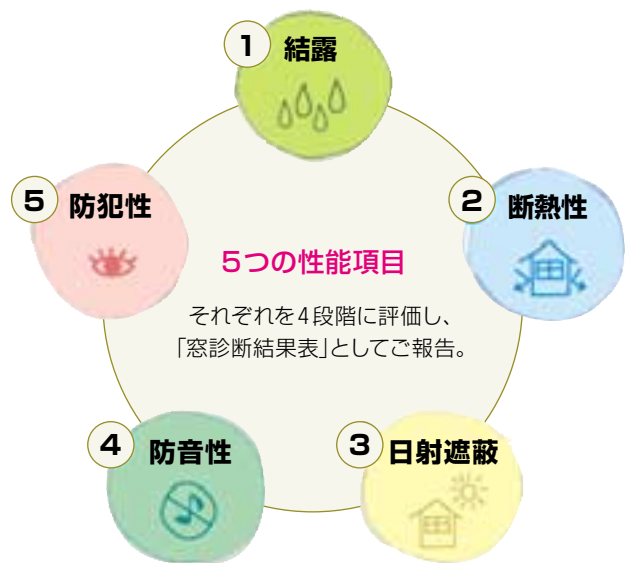 1 結露
2 断熱性
3 日射遮蔽
4 防音性
5 防犯性
5つの性能項目
それぞれを4段階に評価し、
「窓診断結果表」としてご報告。